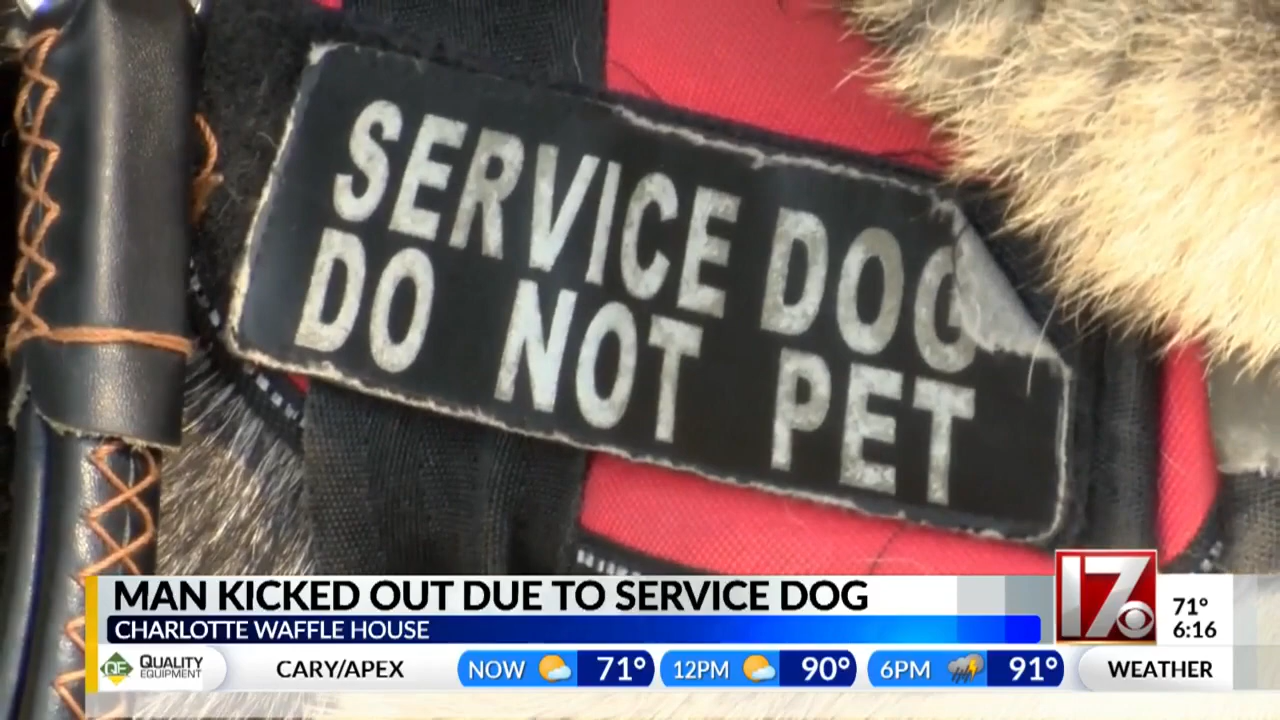 SERVICE DOG
DO NOT PET
MAN KICKED OUT DUE TO SERVICE DOG
CHARLOTTE WAFFLE HOUSE
17
71°
6:16
QE QUALITY EQUIPMENT
CARY/APEX
NOW 71°
12PM 90°
6PM 91°
WEATHER